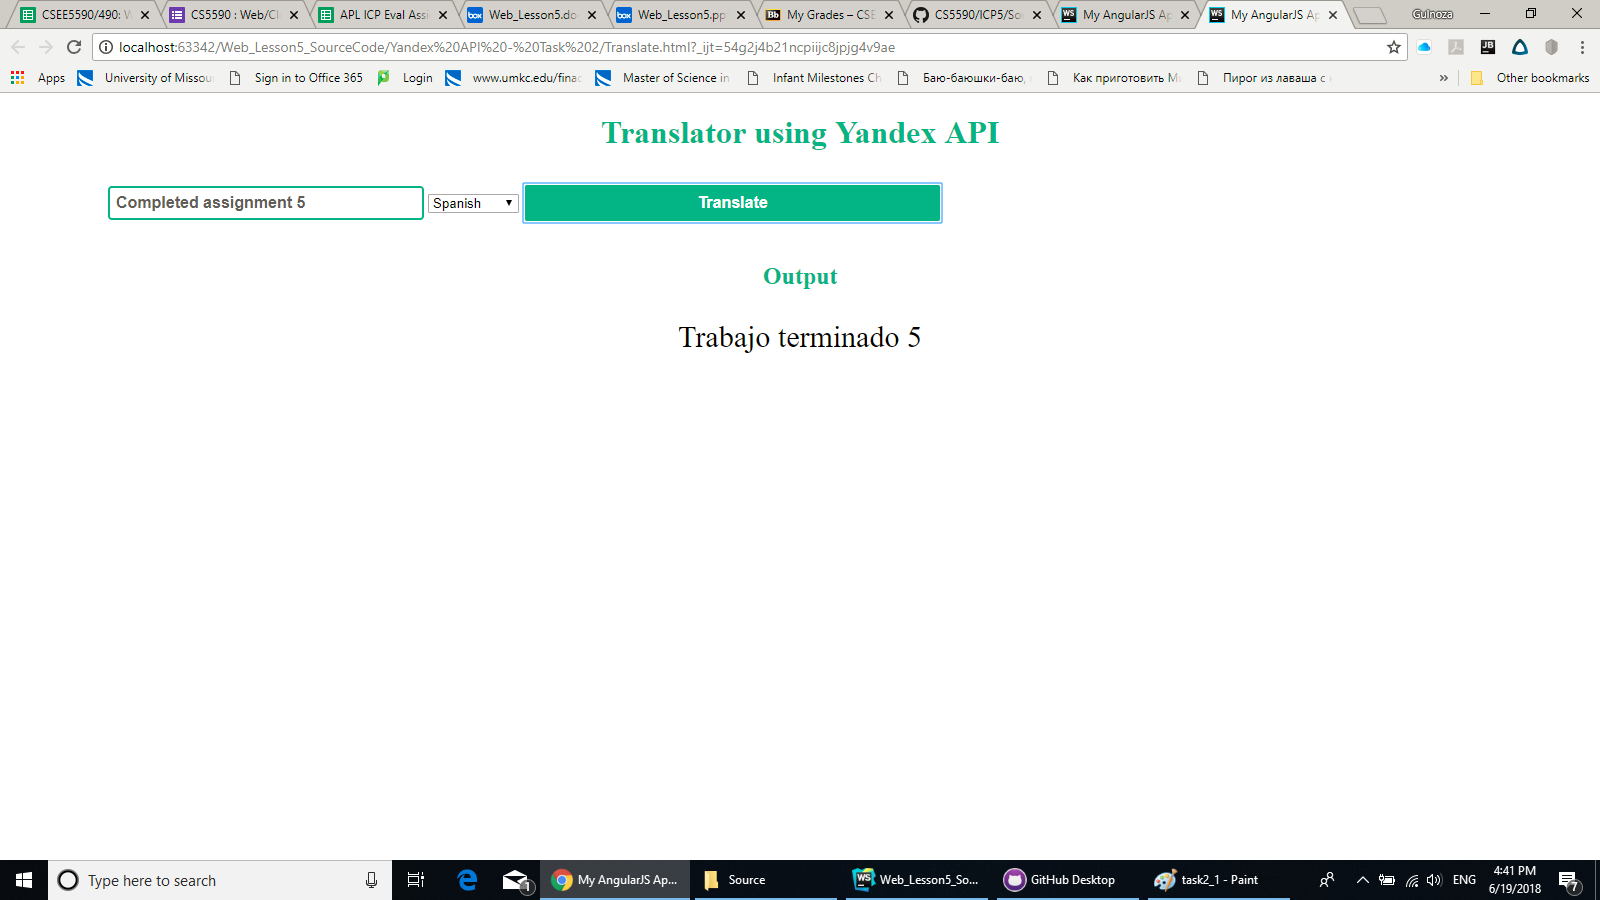 CSEE5590/490: W
CS5590 : Web/Cl
APL ICP Eval Assi
Web_Lesson5.do
Web_Lesson5.pp
My Grades – CSE
CS5590/ICP5/So
My AngularJS Ap
My AngularJS Ap
Gulnoza
localhost:63342/Web_Lesson5_SourceCode/Yandex%20API%20-%20Task%202/Translate.html?_ijt=54g2j4b21ncpiijc8jpjg4v9ae
Apps
University of Missou
Sign in to Office 365
Login
www.umkc.edu/finac
Master of Science in
Infant Milestones Ch
Баю-баюшки-баю,
Как приготовить М
Пирог из лаваша с
»
Other bookmarks
Translator using Yandex API
Completed assignment 5
Spanish
Translate
Output
Trabajo terminado 5
Type here to search
1
My AngularJS Ap...
Source
Web_Lesson5_So...
GitHub Desktop
task2_1 - Paint
ENG
4:41 PM
6/19/2018
7